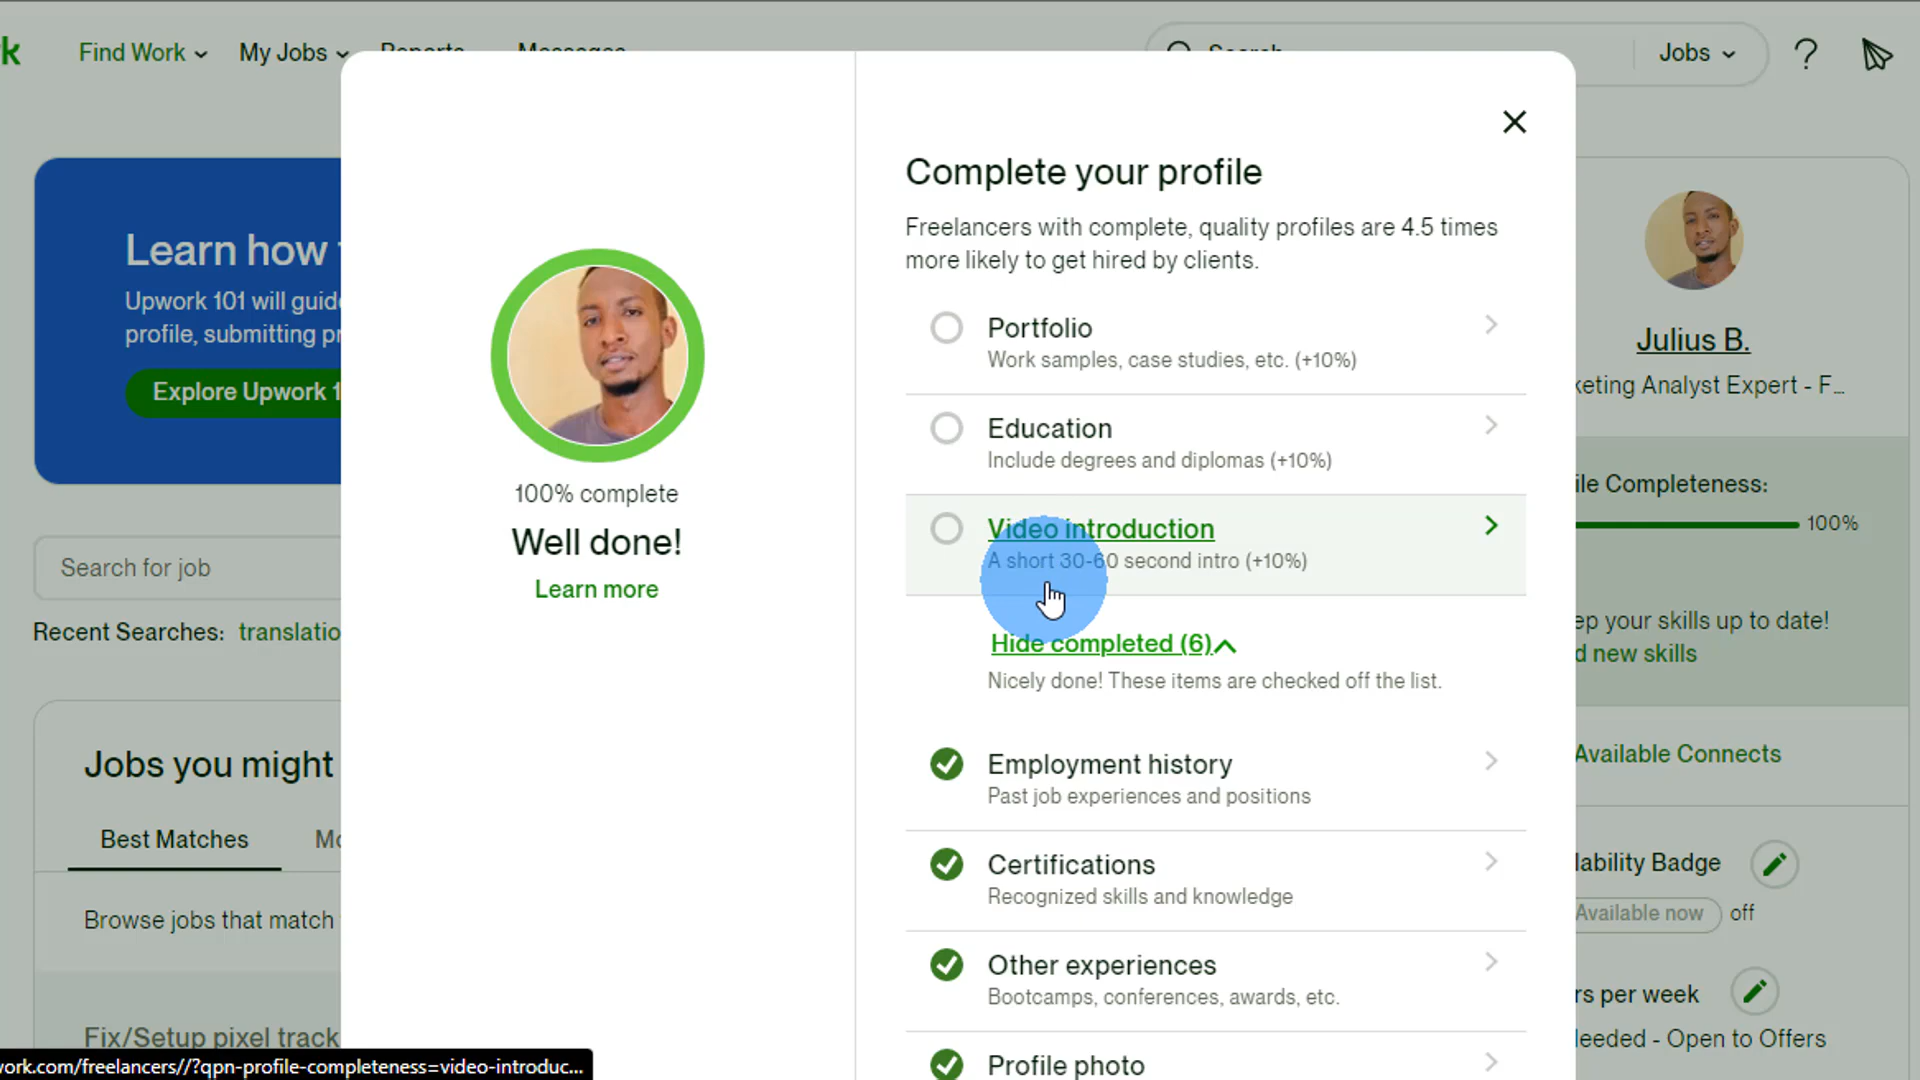 k
Find Work
My Jobs
Reports
Messages
Search
Jobs
Learn how
Upwork 101 will guid
profile, submitting pr
Explore Upwork 1
Search for job
Recent Searches: translatio
Jobs you might
Best Matches
Mo
Browse jobs that match
Fix/Setup pixel track
work.com/freelancers//?qpn-profile-completeness=video-introduc...
100% complete
Well done!
Learn more
Complete your profile
Freelancers with complete, quality profiles are 4.5 times
more likely to get hired by clients.
Portfolio
Work samples, case studies, etc. (+10%)
Education
Include degrees and diplomas (+10%)
Video introduction
A short 30-60 second intro (+10%)
Hide completed (6)
Nicely done! These items are checked off the list.
Employment history
Past job experiences and positions
Certifications
Recognized skills and knowledge
Other experiences
Bootcamps, conferences, awards, etc.
Profile photo
Julius B.
keting Analyst Expert - F...
ile Completeness:
100%
ep your skills up to date!
d new skills
Available Connects
lability Badge
Available now
off
rs per week
leeded - Open to Offers